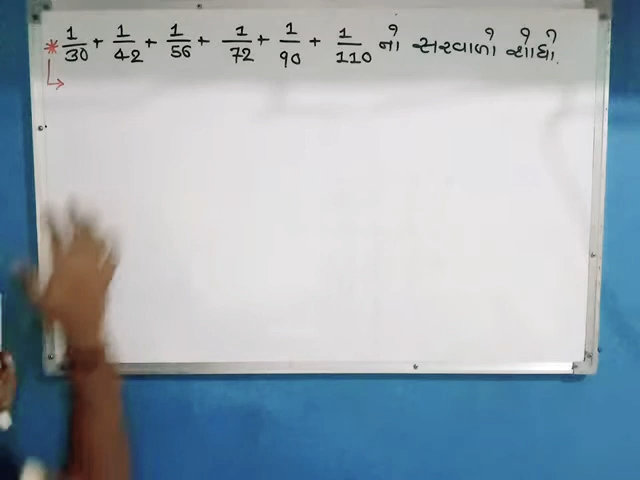 * 1/30 + 1/42 + 1/56 + 1/72 + 1/90 + 1/110 નો સરવાળો શોધો.